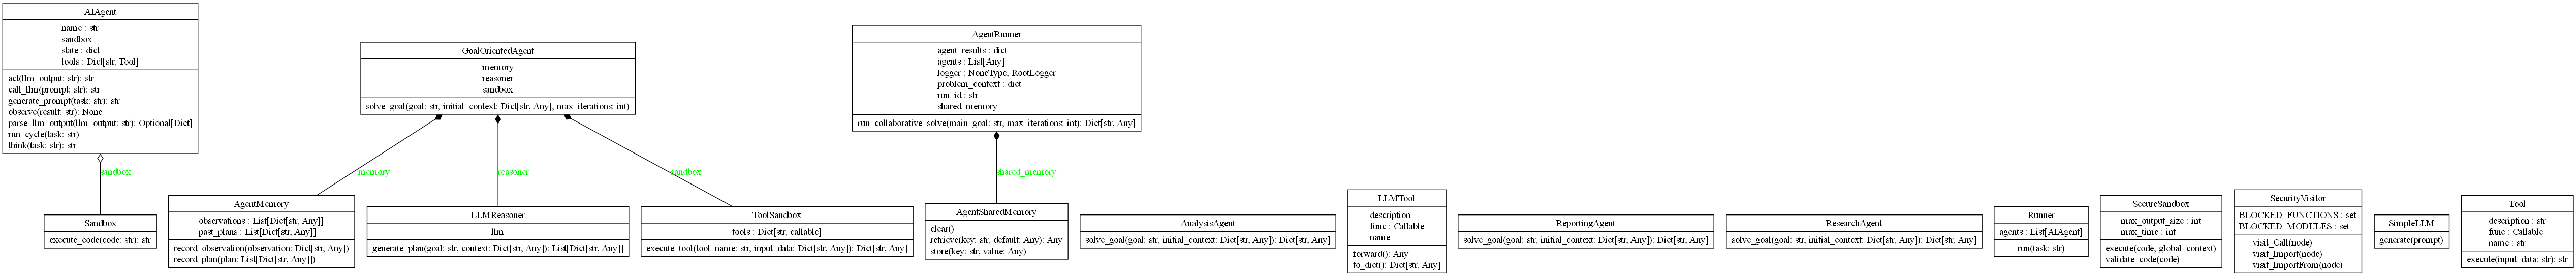 AIAgent
name : str
sandbox
state : dict
tools : Dict[str, Tool]
act(llm_output: str): str
call_llm(prompt: str): str
generate_prompt(task: str): str
observe(result: str): None
parse_llm_output(llm_output: str): Optional[Dict]
run_cycle(task: str)
think(task: str): str
sandbox
Sandbox
execute_code(code: str): str
GoalOrientedAgent
memory
reasoner
sandbox
solve_goal(goal: str, initial_context: Dict[str, Any], max_iterations: int)
memory
reasoner
sandbox
AgentMemory
observations : List[Dict[str, Any]]
past_plans : List[Dict[str, Any]]
record_observation(observation: Dict[str, Any])
record_plan(plan: List[Dict[str, Any]])
LLMReasoner
llm
generate_plan(goal: str, context: Dict[str, Any]): List[Dict[str, Any]]
ToolSandbox
tools : Dict[str, callable]
execute_tool(tool_name: str, input_data: Dict[str, Any]): Dict[str, Any]
AgentRunner
agent_results : dict
agents : List[Any]
logger : NoneType, RootLogger
problem_context : dict
run_id : str
shared_memory
run_collaborative_solve(main_goal: str, max_iterations: int): Dict[str, Any]
shared_memory
AgentSharedMemory
clear()
retrieve(key: str, default: Any): Any
store(key: str, value: Any)
AnalysisAgent
solve_goal(goal: str, initial_context: Dict[str, Any]): Dict[str, Any]
LLMTool
description
func : Callable
name
forward(): Any
to_dict(): Dict[str, Any]
ReportingAgent
solve_goal(goal: str, initial_context: Dict[str, Any]): Dict[str, Any]
ResearchAgent
solve_goal(goal: str, initial_context: Dict[str, Any]): Dict[str, Any]
Runner
agents : List[AIAgent]
run(task: str)
SecureSandbox
max_output_size : int
max_time : int
execute(code, global_context)
validate_code(code)
SecurityVisitor
BLOCKED_FUNCTIONS : set
BLOCKED_MODULES : set
visit_Call(node)
visit_Import(node)
visit_ImportFrom(node)
SimpleLLM
generate(prompt)
Tool
description : str
func : Callable
name : str
execute(input_data: str): str